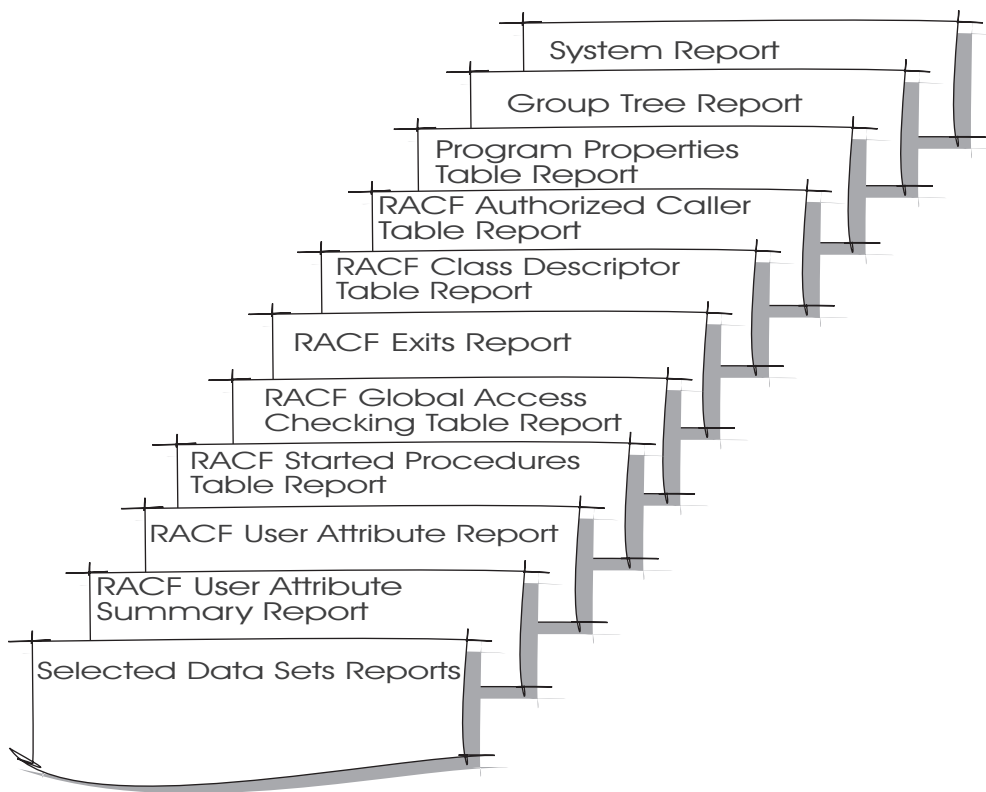 System Report
Group Tree Report
Program Properties
Table Report
RACF Authorized Caller
Table Report
RACF Class Descriptor
Table Report
RACF Exits Report
RACF Global Access
Checking Table Report
RACF Started Procedures
Table Report
RACF User Attribute Report
RACF User Attribute
Summary Report
Selected Data Sets Reports